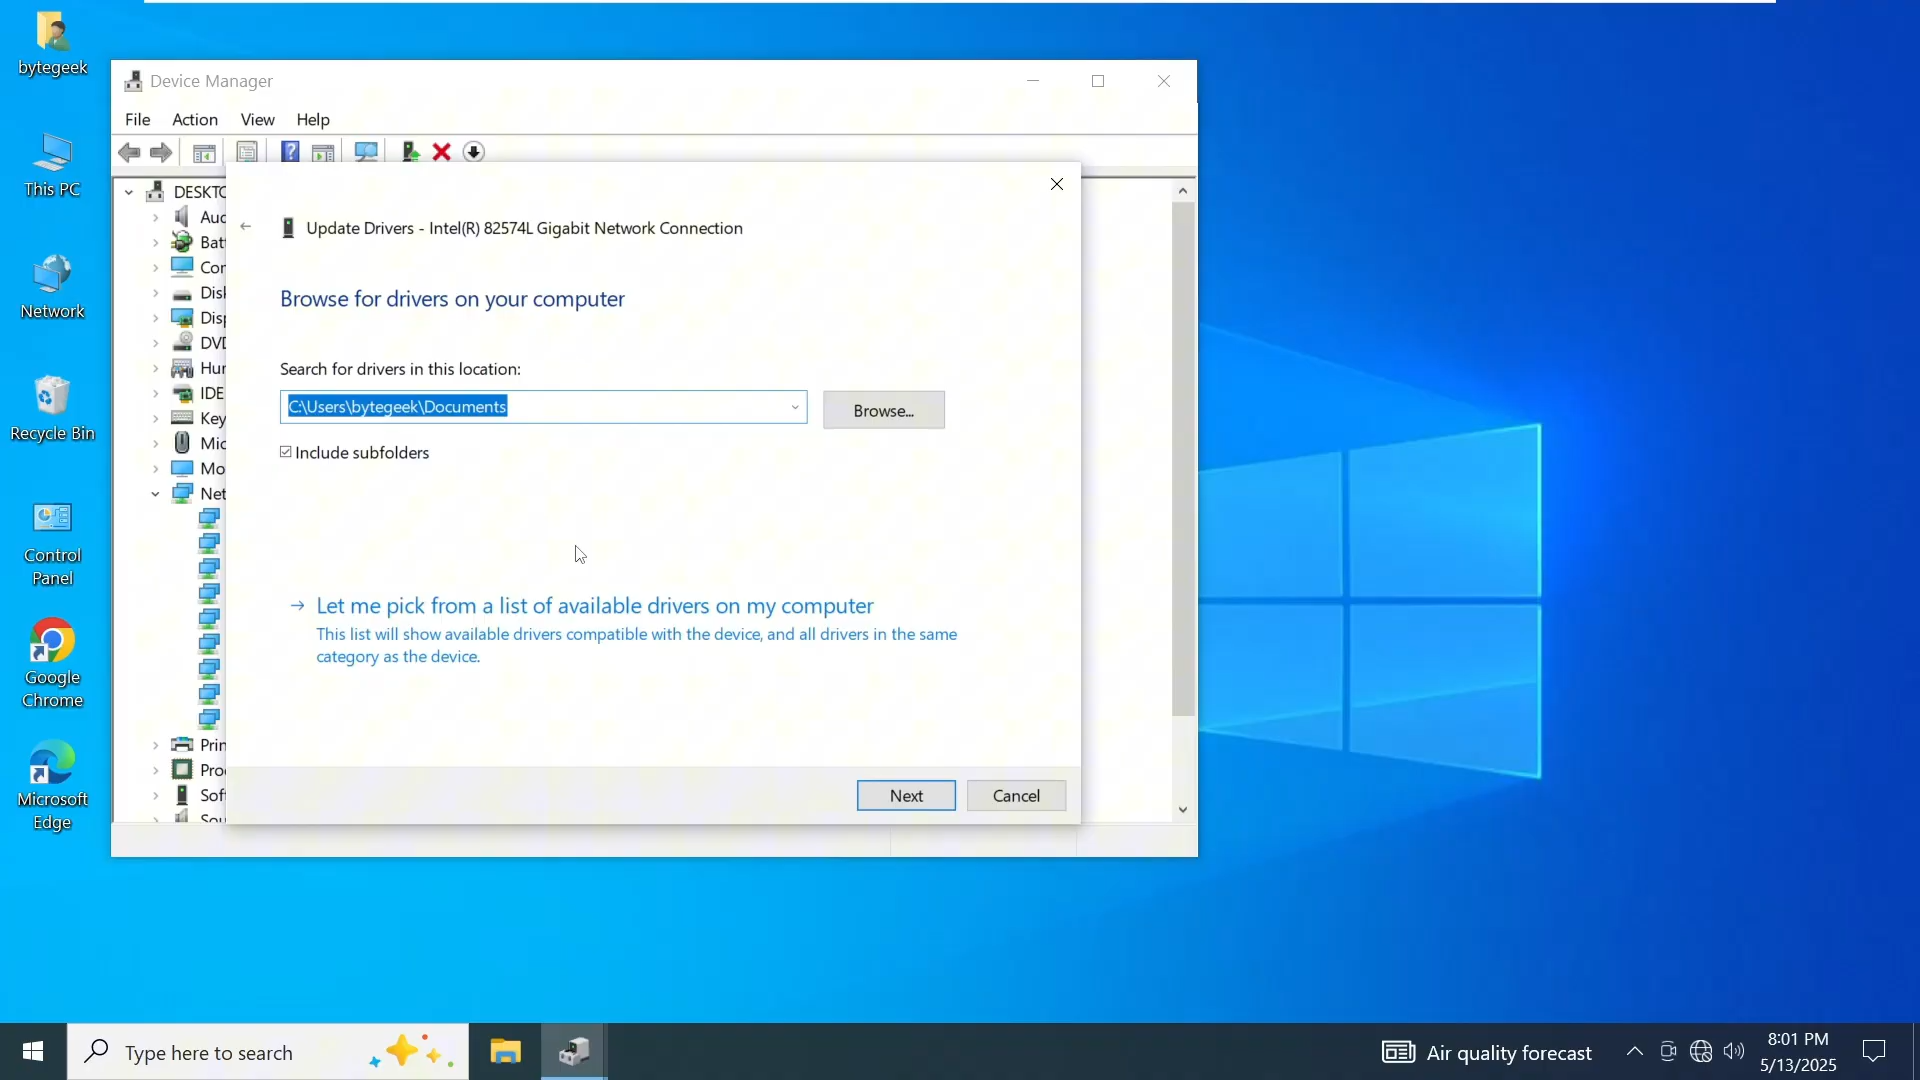 bytegeek
This PC
Network
Recycle Bin
Control
Panel
Google
Chrome
Microsoft
Edge
Device Manager
File Action View Help
DESKTO
Aud
Batt
Con
Disk
Disp
DVD
Hun
IDE
Key
Mic
Mo
Net
Prin
Pro
Soft
Sou
Update Drivers - Intel(R) 82574L Gigabit Network Connection
Browse for drivers on your computer
Search for drivers in this location:
C:\Users\bytegeek\Documents
Browse...
Include subfolders
Let me pick from a list of available drivers on my computer
This list will show available drivers compatible with the device, and all drivers in the same
category as the device.
Next Cancel
Type here to search
Air quality forecast
8:01 PM
5/13/2025